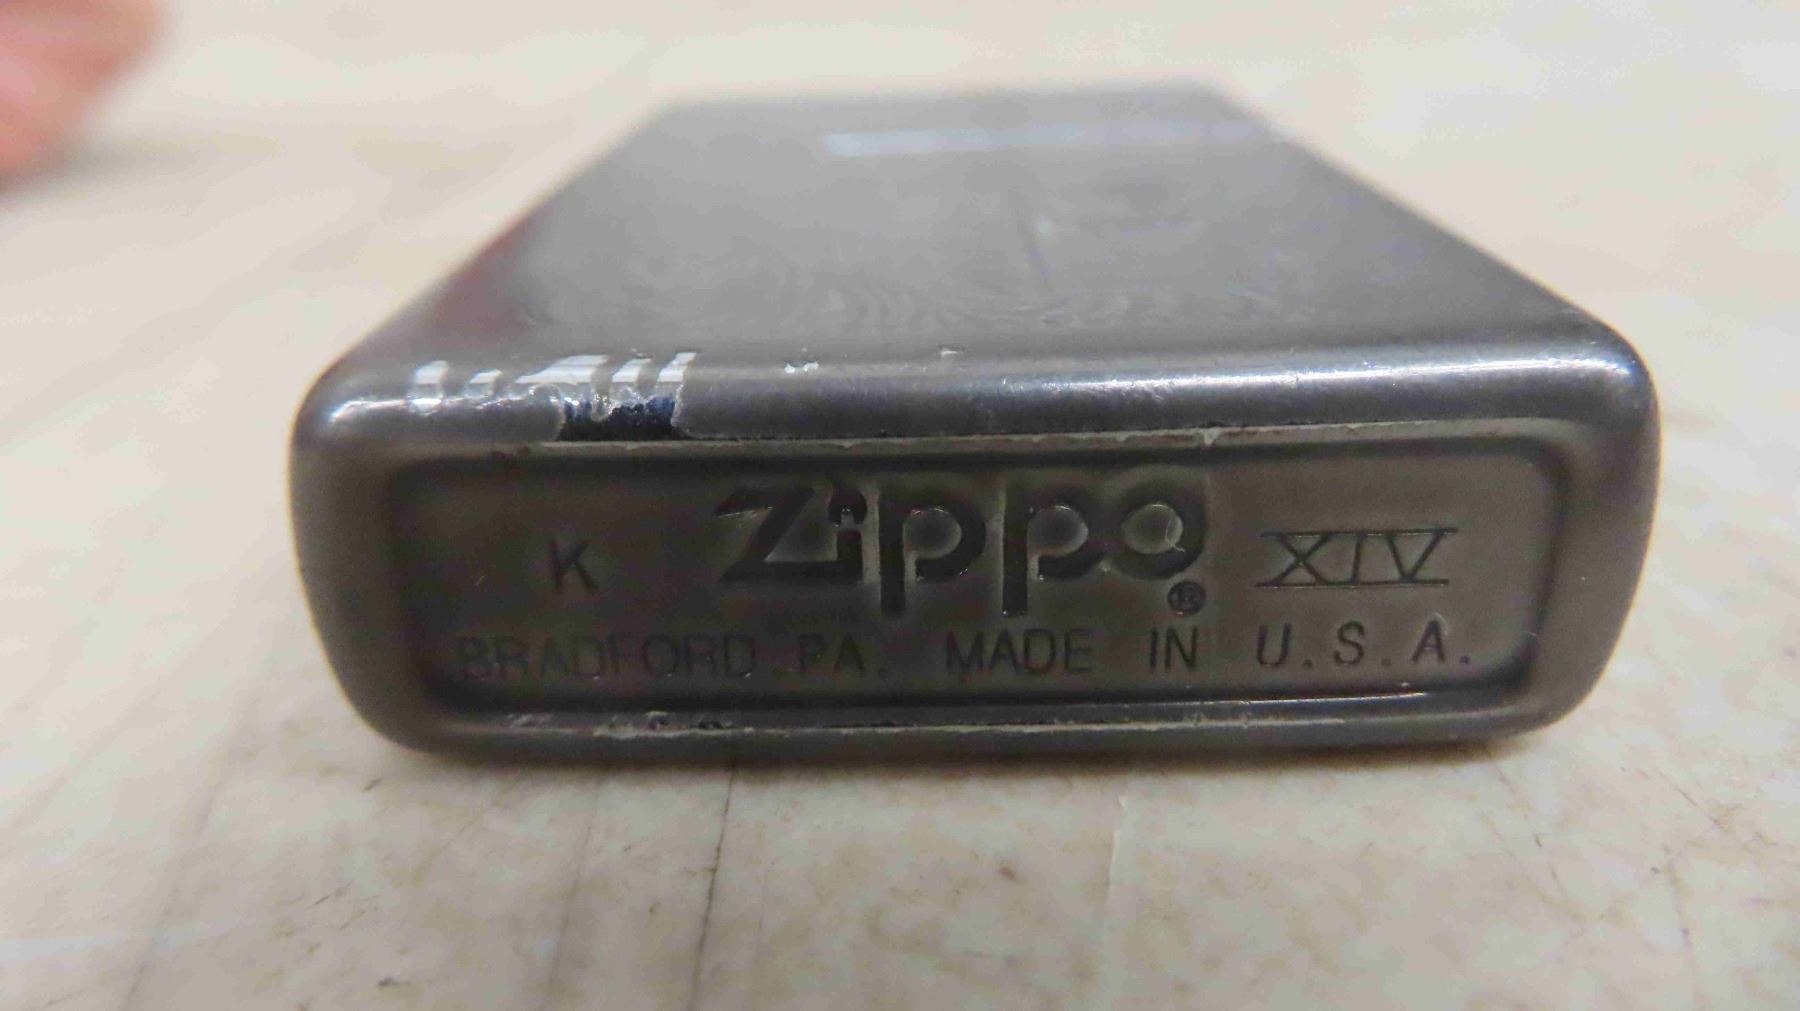 K Zippo® XIV
BRADFORD.PA. MADE IN U.S.A.